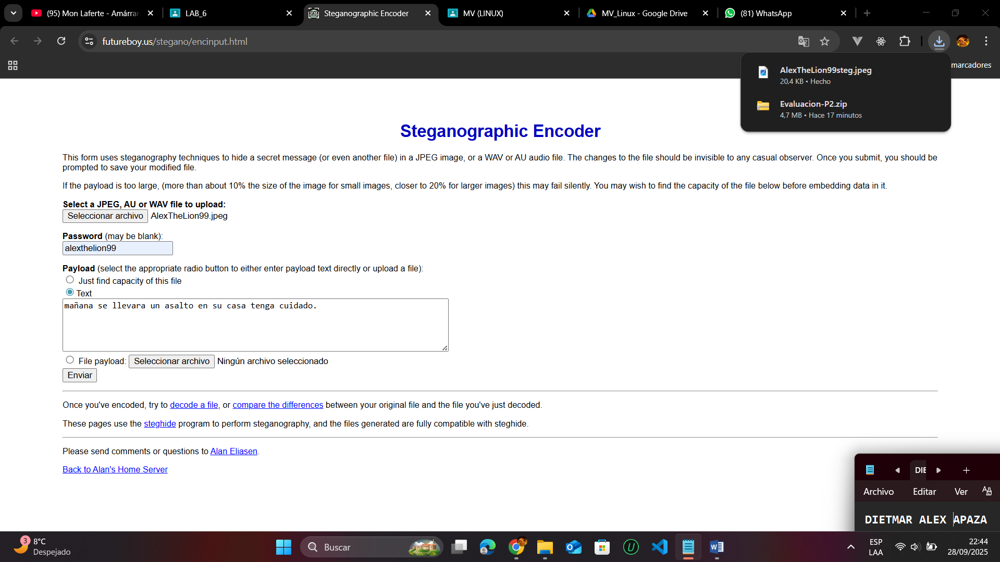 (95) Mon Laferte - Amárrar
LAB_6
Steganographic Encoder
MV (LINUX)
MV_Linux - Google Drive
(81) WhatsApp
futureboy.us/stegano/encinput.html
marcadores
AlexTheLion99steg.jpeg
20,4 KB • Hecho
Evaluacion-P2.zip
4,7 MB • Hace 17 minutos
Steganographic Encoder
This form uses steganography techniques to hide a secret message (or even another file) in a JPEG image, or a WAV or AU audio file. The changes to the file should be invisible to any casual observer. Once you submit, you should be
prompted to save your modified file.
If the payload is too large, (more than about 10% the size of the image for small images, closer to 20% for larger images) this may fail silently. You may wish to find the capacity of the file below before embedding data in it.
Select a JPEG, AU or WAV file to upload:
Seleccionar archivo AlexTheLion99.jpeg
Password (may be blank):
alexthelion99
Payload (select the appropriate radio button to either enter payload text directly or upload a file):
Just find capacity of this file
Text
mañana se llevara un asalto en su casa tenga cuidado.
File payload: Seleccionar archivo Ningún archivo seleccionado
Enviar
Once you've encoded, try to decode a file, or compare the differences between your original file and the file you've just decoded.
These pages use the steghide program to perform steganography, and the files generated are fully compatible with steghide.
Please send comments or questions to Alan Eliasen.
Back to Alan's Home Server
DIE
Archivo Editar Ver
DIETMAR ALEX APAZA
3
8°C
Despejado
Buscar
ESP
LAA
22:44
28/09/2025